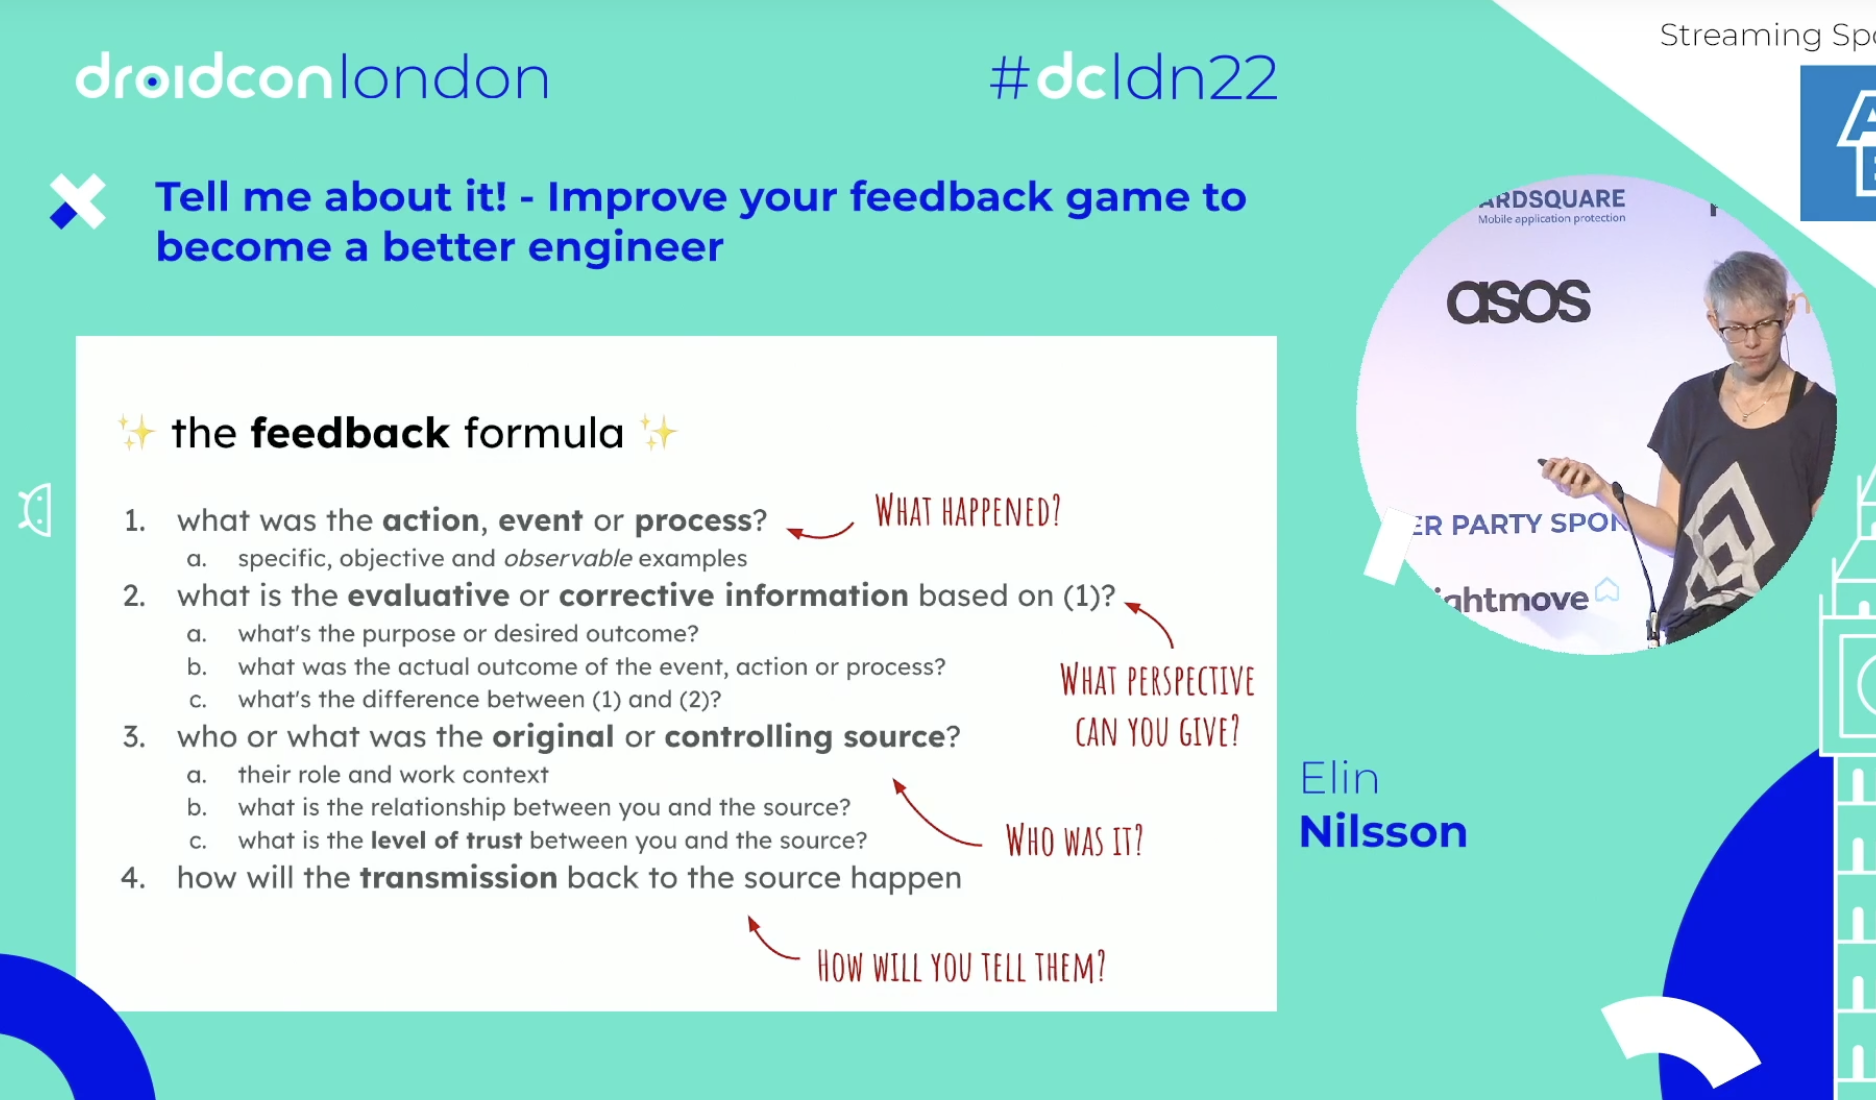 droidconlondon
#dcldn22
Streaming
Tell me about it! - Improve your feedback game to
become a better engineer
Mobile application protection
asos
PARTY
✨ the feedback formula ✨
1. what was the action, event or process?
WHAT HAPPENED?
a. specific, objective and observable examples
2. what is the evaluative or corrective information based on (1)?
a. what's the purpose or desired outcome?
b. what was the actual outcome of the event, action or process?
c. what's the difference between (1) and (2)?
WHAT PERSPECTIVE
CAN YOU GIVE?
3. who or what was the original or controlling source?
a. their role and work context
b. what is the relationship between you and the source?
c. what is the level of trust between you and the source?
WHO WAS IT?
4. how will the transmission back to the source happen
HOW WILL YOU TELL THEM?
Elin
Nilsson